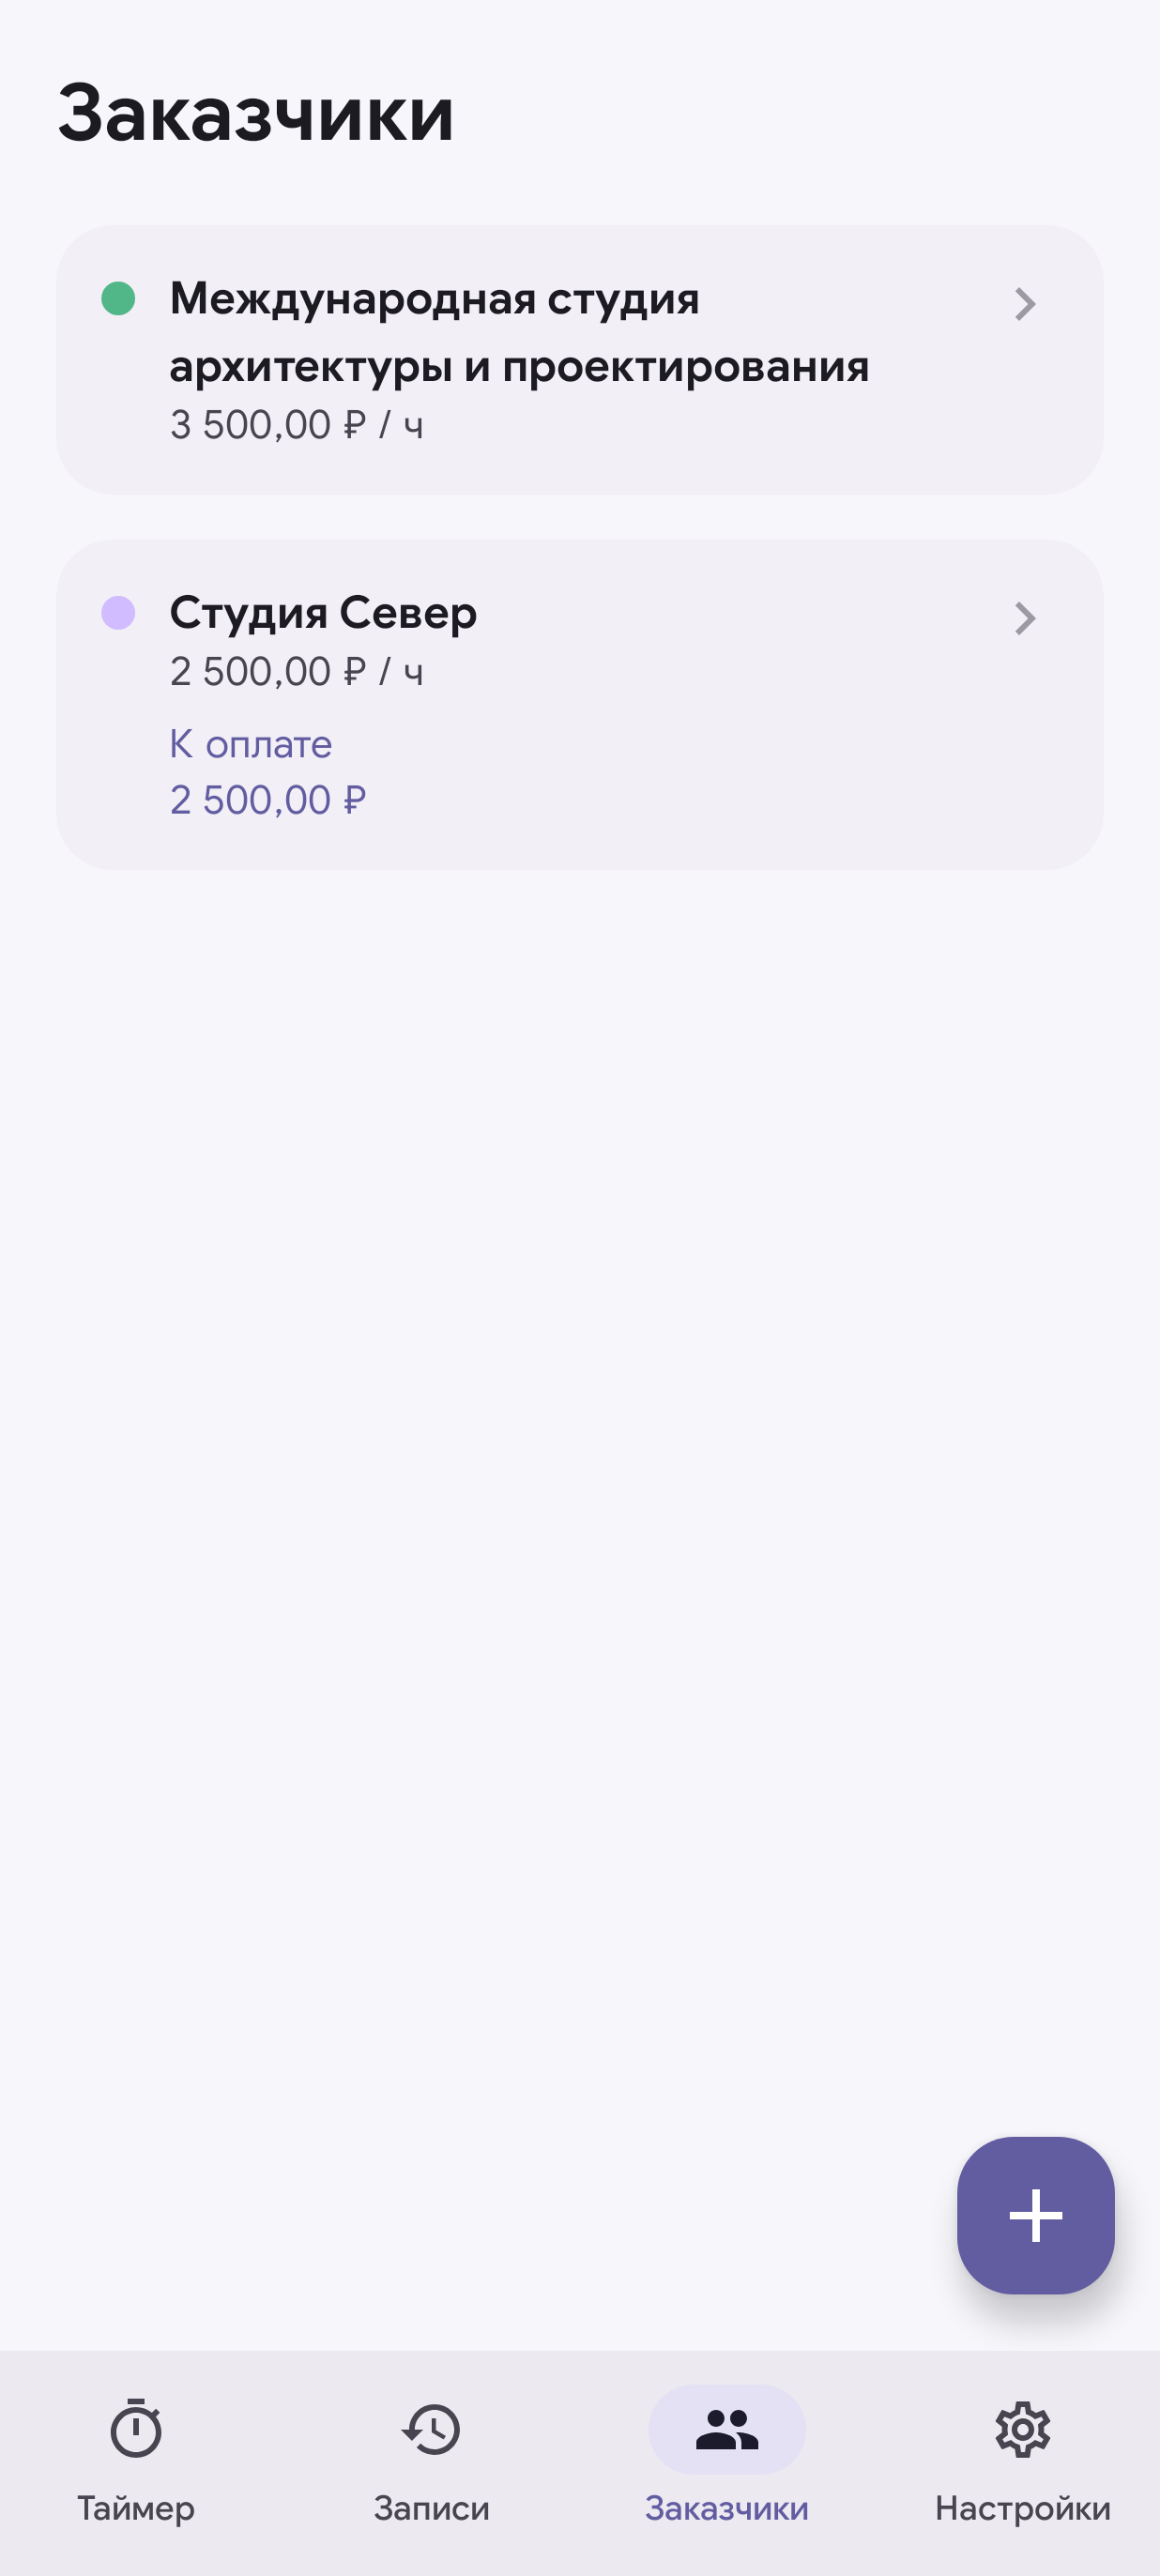 Заказчики
Международная студия
архитектуры и проектирования
3 500,00 ₽ / ч
Студия Север
2 500,00 ₽ / ч
К оплате
2 500,00 ₽
Таймер
Записи
Заказчики
Настройки